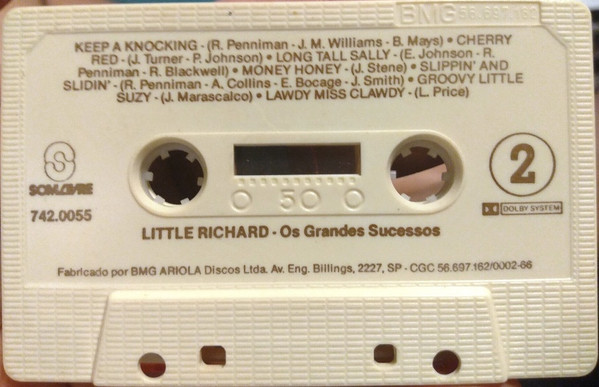 BMG 56.697.162
KEEP A KNOCKING - (R. Penniman - J. M. Williams - B. Mays) • CHERRY
RED - (J. Turner - P. Johnson) • LONG TALL SALLY - (E. Johnson - R.
Penniman - R. Blackwell) • MONEY HONEY - (J. Stene) • SLIPPIN' AND
SLIDIN' - (R. Penniman - A. Collins - E. Bocage - J. Smith) • GROOVY LITTLE
SUZY - (J. Marascalco) • LAWDY MISS CLAWDY - (L. Price)
SOM LIVRE
742.0055
50
2
DOLBY SYSTEM
LITTLE RICHARD - Os Grandes Sucessos
Fabricado por BMG ARIOLA Discos Ltda. Av. Eng. Billings, 2227, SP - CGC 56.697.162/0002-66